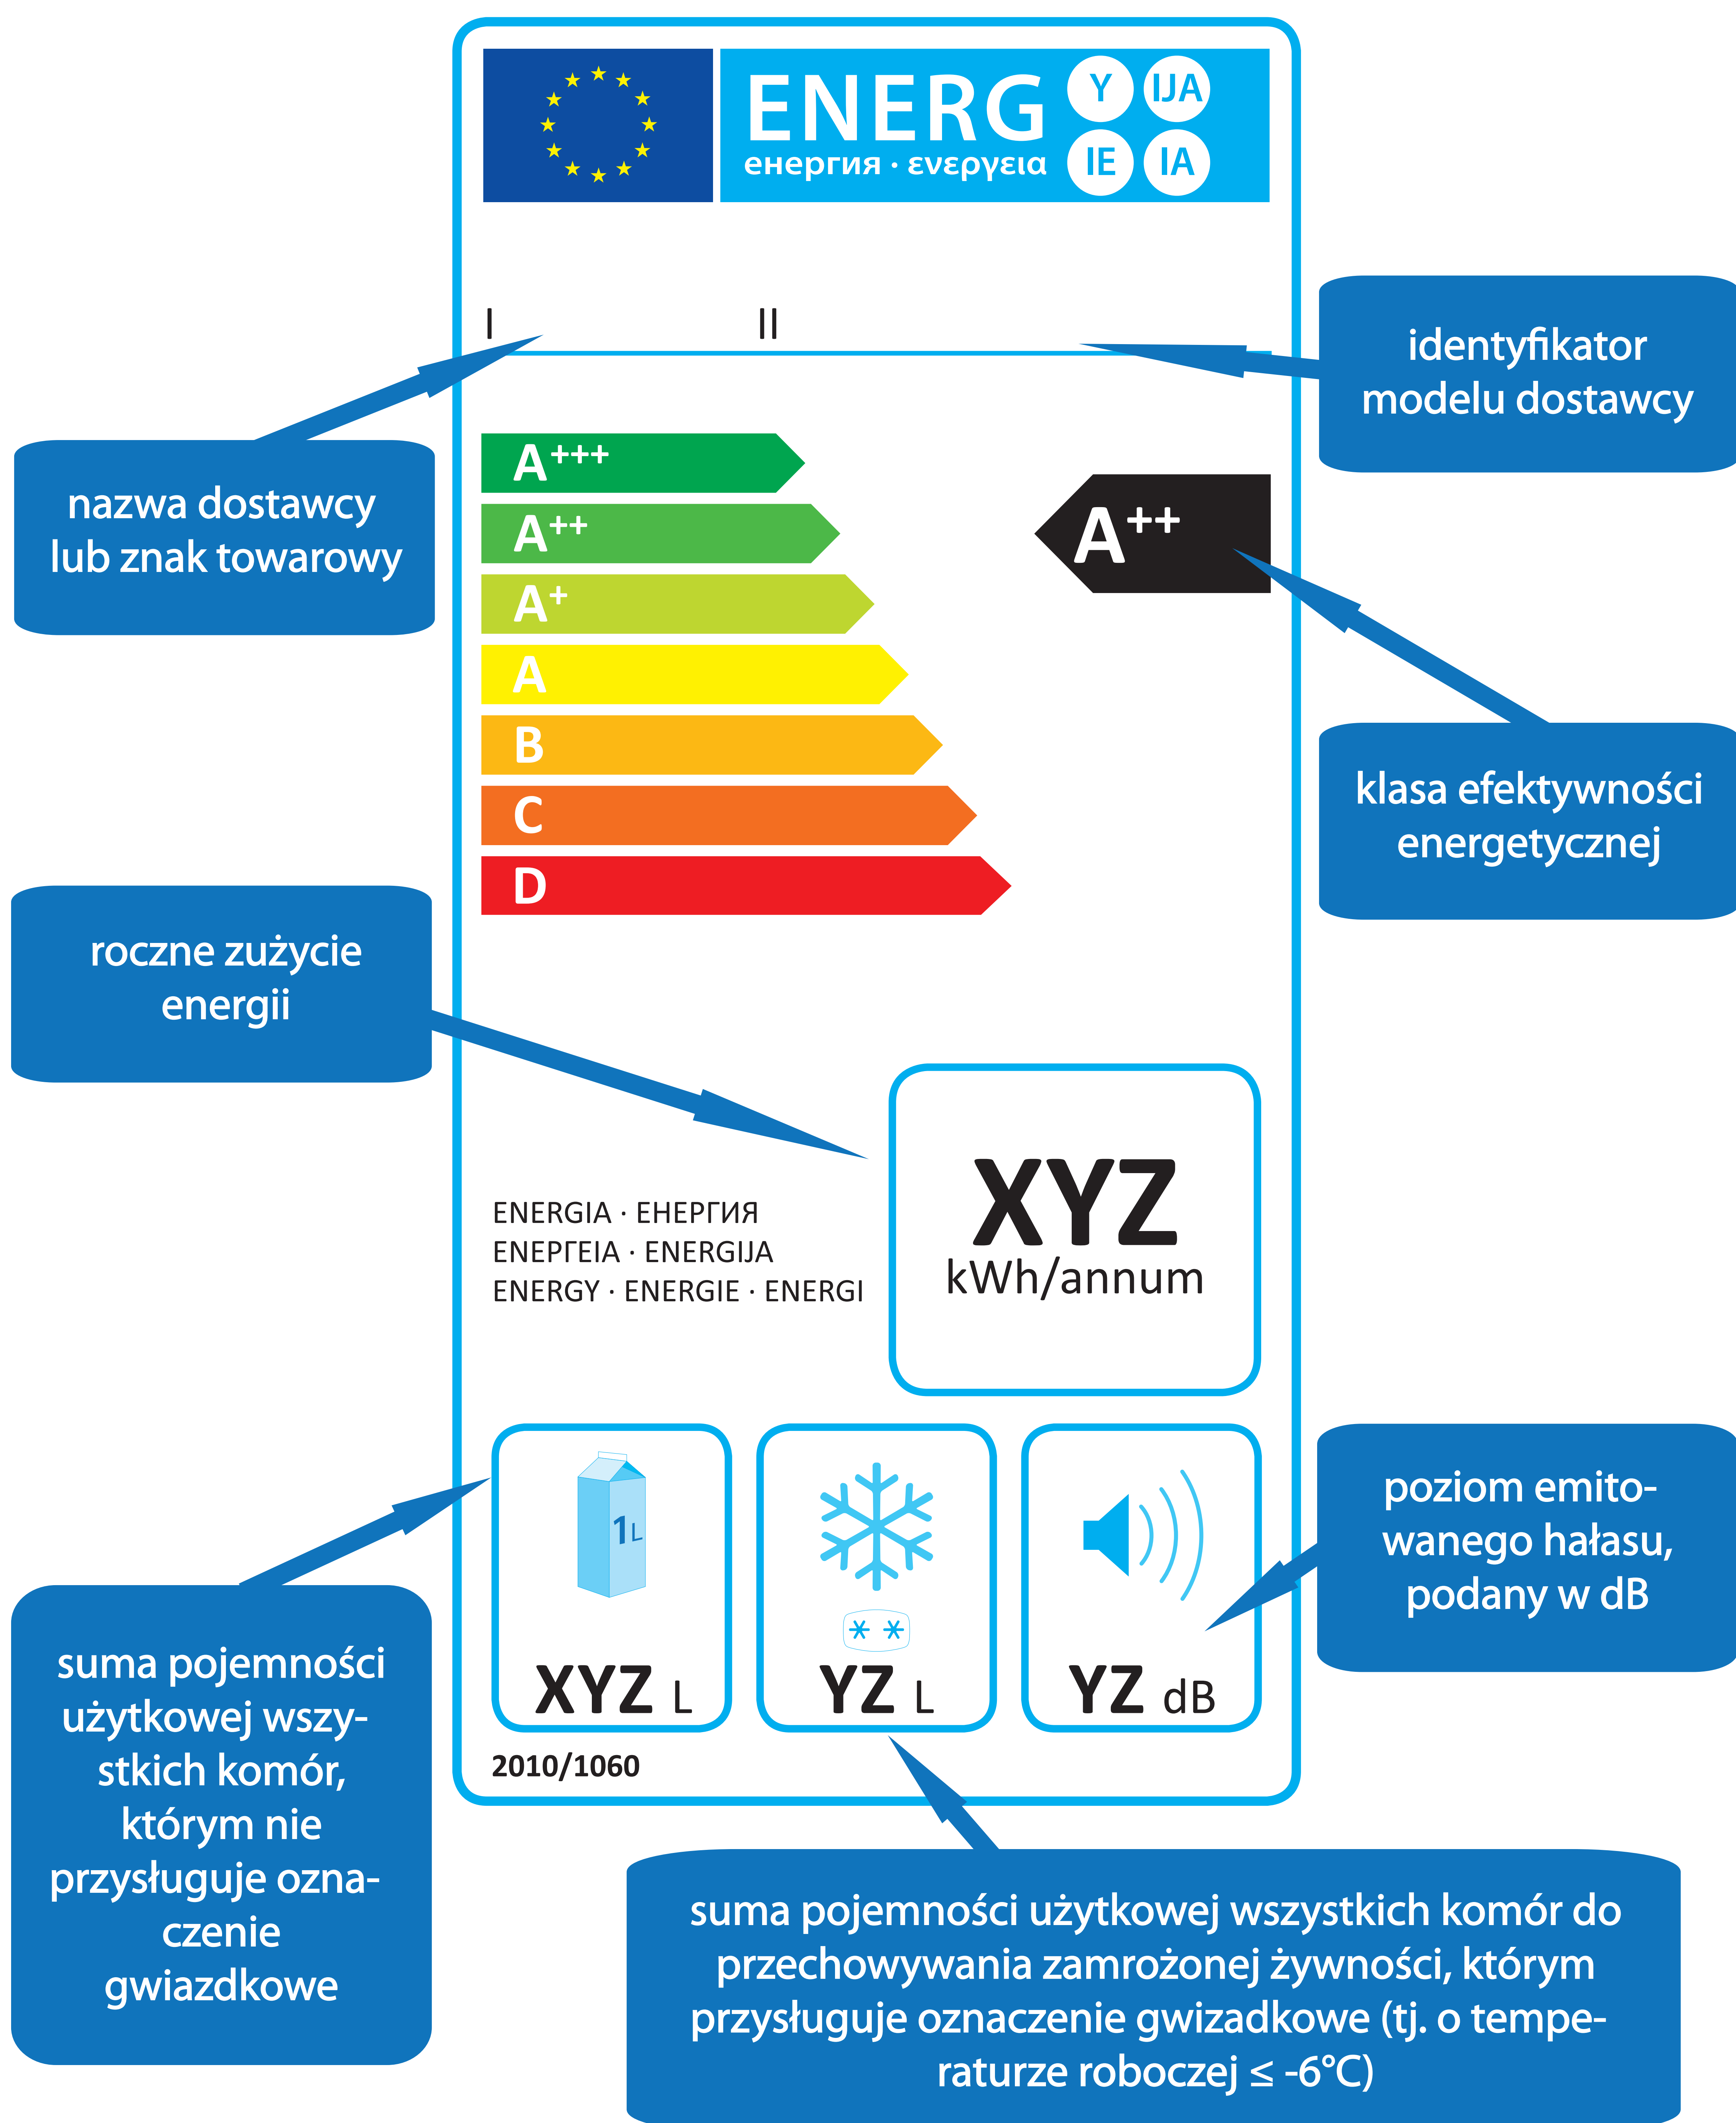 ENERG
енергия · ενεργεια
Y IJA
IE IA
I II
identyfikator
modelu dostawcy
nazwa dostawcy
lub znak towarowy
A+++
A++
A+
A
B
C
D
A++
klasa efektywności
energetycznej
roczne zużycie
energii
ENERGIA · ЕНЕРГИЯ
ΕΝΕΡΓΕΙΑ · ENERGIJA
ENERGY · ENERGIE · ENERGI
XYZ
kWh/annum
1L
XYZ L
**
YZ L
YZ dB
poziom emito-
wanego hałasu,
podany w dB
2010/1060
suma pojemności
użytkowej wszy-
stkich komór,
którym nie
przysługuje ozna-
czenie
gwiazdkowe
suma pojemności użytkowej wszystkich komór do
przechowywania zamrożonej żywności, którym
przysługuje oznaczenie gwizadkowe (tj. o tempe-
raturze roboczej ≤ -6°C)